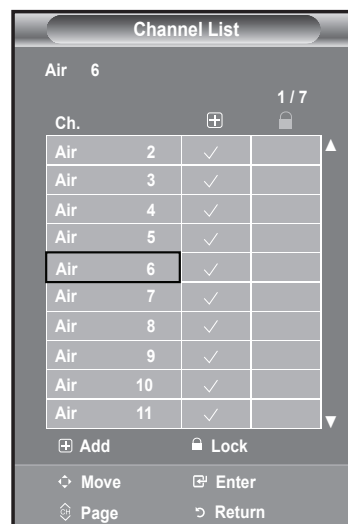 Channel List
Air 6
1 / 7
Ch.
Air 2
Air 3
Air 4
Air 5
Air 6
Air 7
Air 8
Air 9
Air 10
Air 11
Add Lock
Move Enter
CH Page Return